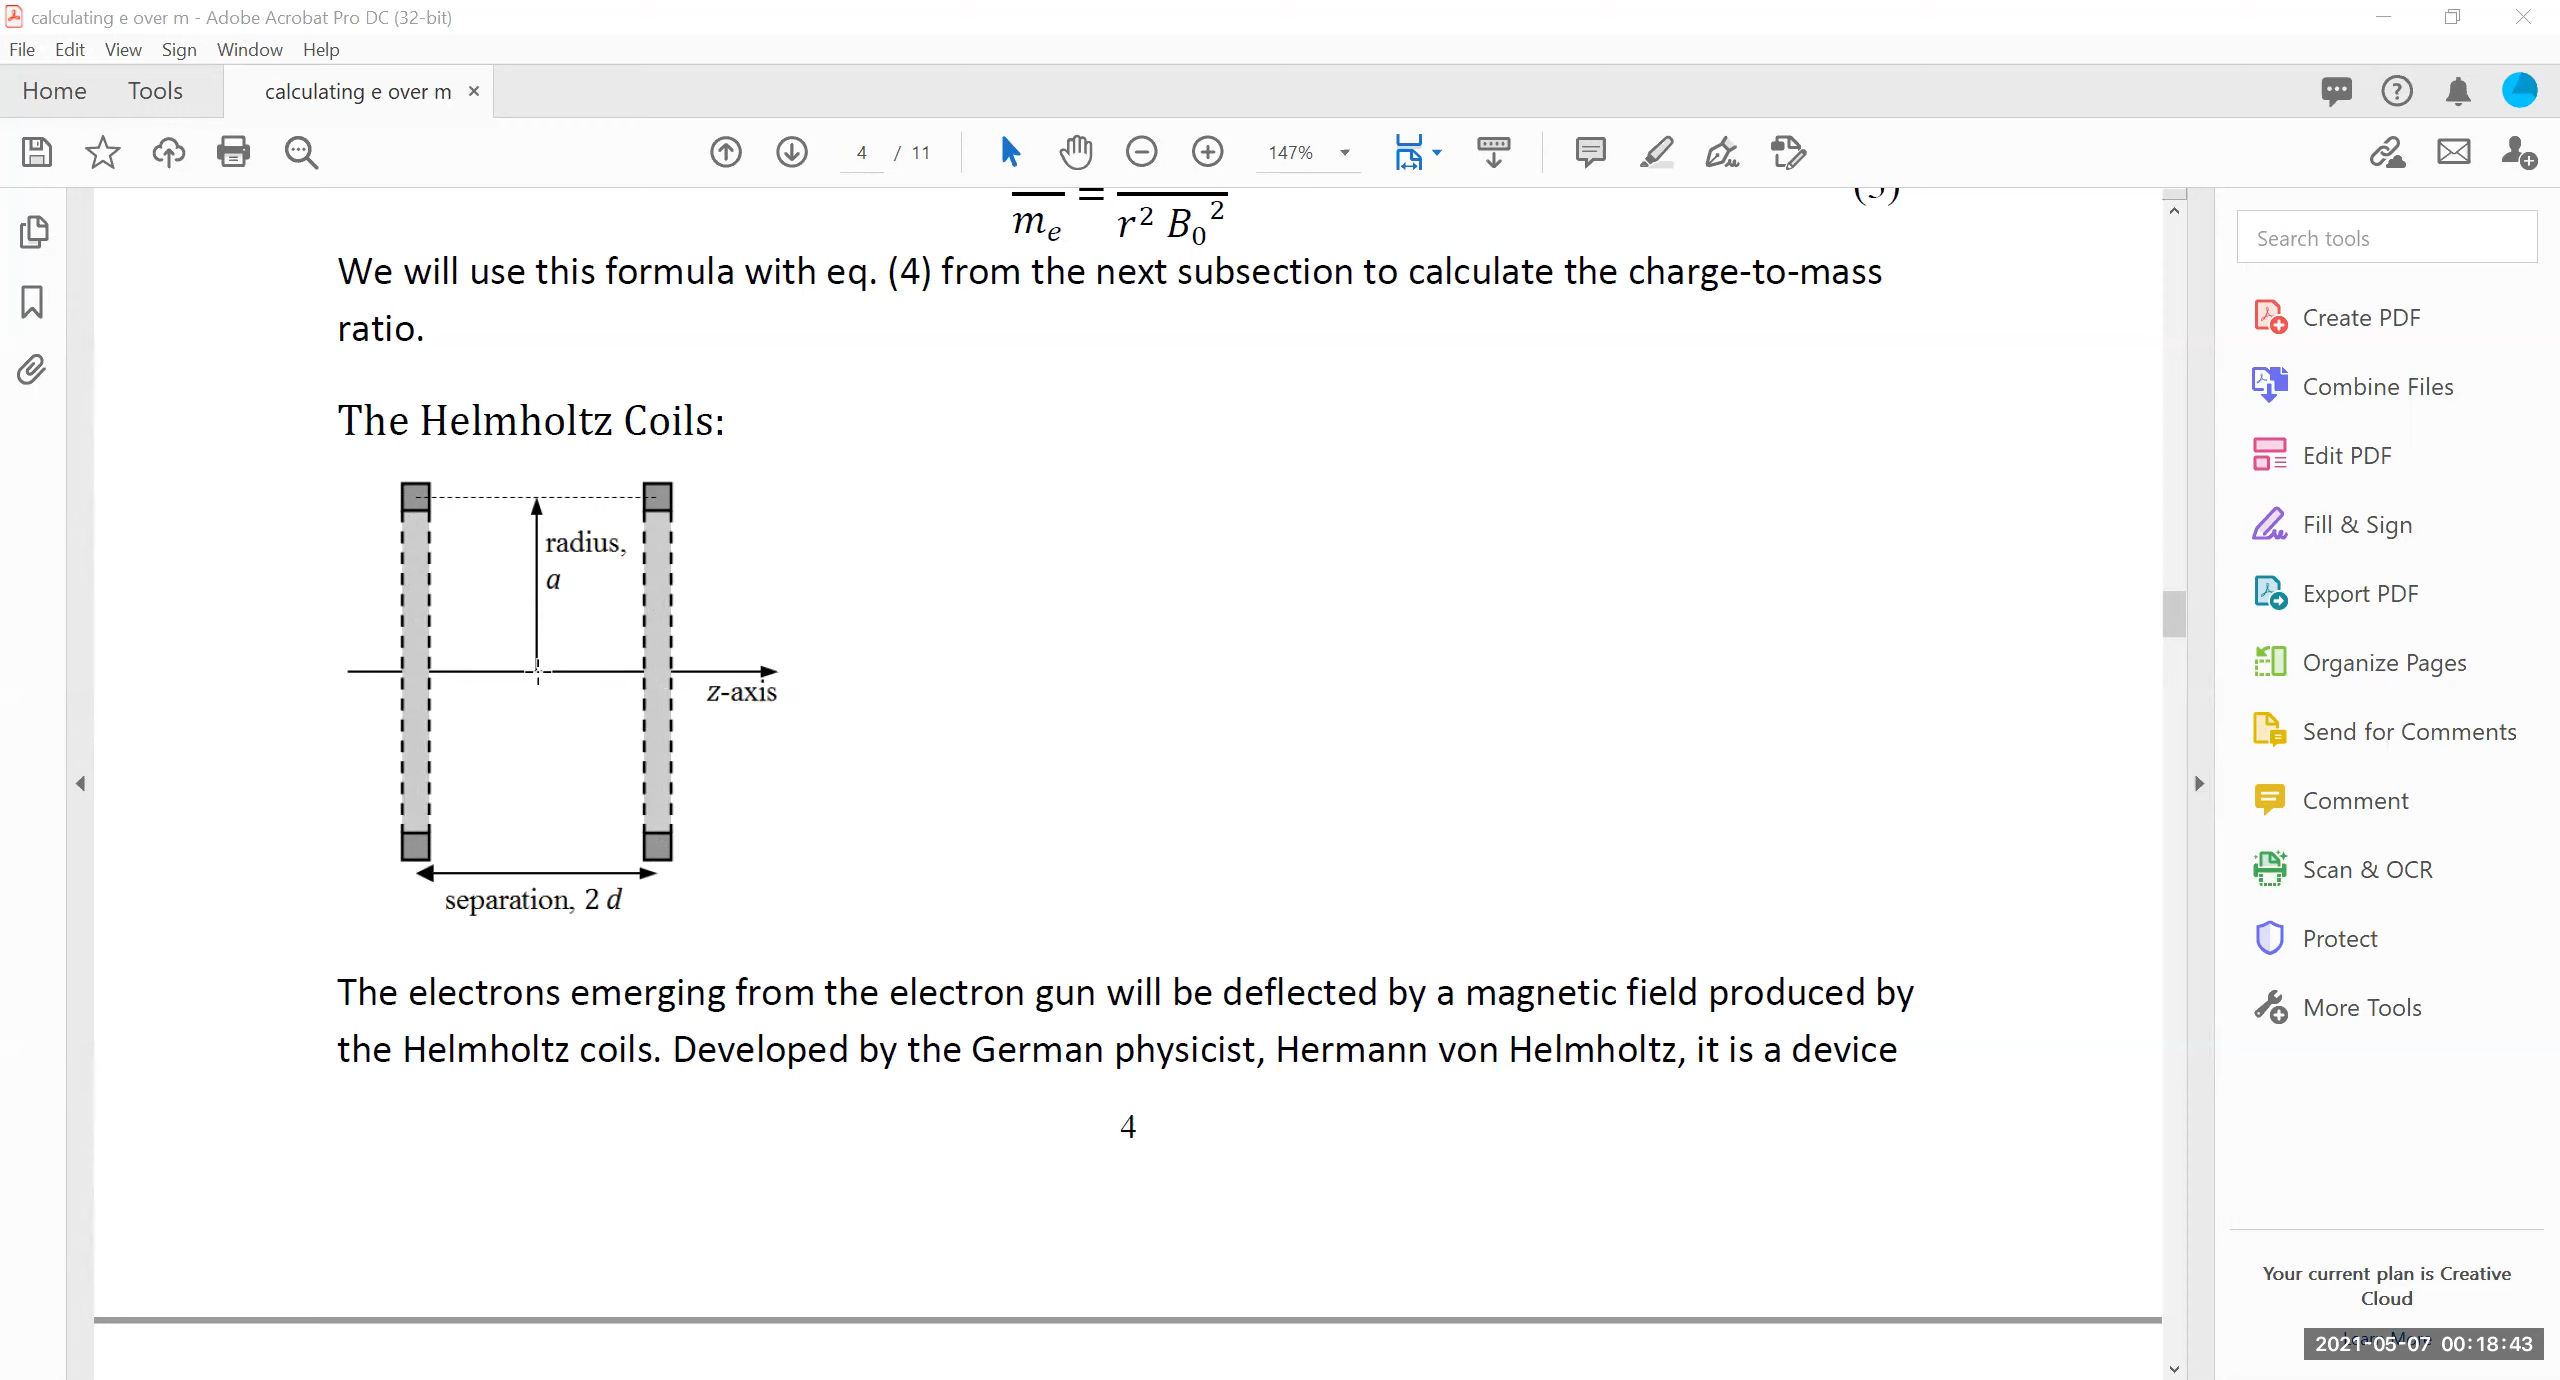 calculating e over m - Adobe Acrobat Pro DC (32-bit)
File Edit View Sign Window Help
Home Tools calculating e over m ×
4 / 11 147%
m_e = r² B₀²
We will use this formula with eq. (4) from the next subsection to calculate the charge-to-mass
ratio.
The Helmholtz Coils:
radius,
a
z-axis
separation, 2 d
The electrons emerging from the electron gun will be deflected by a magnetic field produced by
the Helmholtz coils. Developed by the German physicist, Hermann von Helmholtz, it is a device
4
Search tools
Create PDF
Combine Files
Edit PDF
Fill & Sign
Export PDF
Organize Pages
Send for Comments
Comment
Scan & OCR
Protect
More Tools
Your current plan is Creative
Cloud
2021-05-07 00:18:43